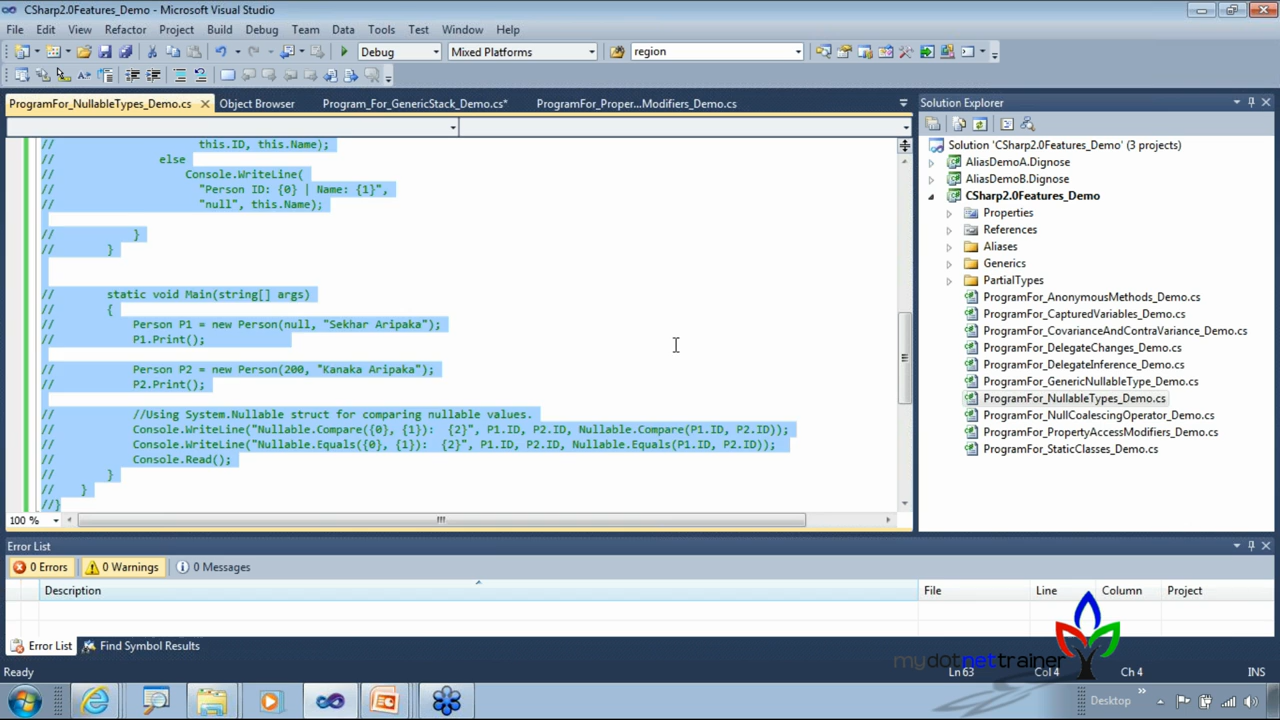 CSharp2.0Features_Demo - Microsoft Visual Studio
File Edit View Refactor Project Build Debug Team Data Tools Test Window Help
Debug Mixed Platforms region
ProgramFor_NullableTypes_Demo.cs Object Browser Program_For_GenericStack_Demo.cs* ProgramFor_Proper...Modifiers_Demo.cs
// this.ID, this.Name);
// else
// Console.WriteLine(
// "Person ID: {0} | Name: {1}",
// "null", this.Name);
// }
// }
// static void Main(string[] args)
// {
// Person P1 = new Person(null, "Sekhar Aripaka");
// P1.Print();
// Person P2 = new Person(200, "Kanaka Aripaka");
// P2.Print();
// //Using System.Nullable struct for comparing nullable values.
// Console.WriteLine("Nullable.Compare({0}, {1}):  {2}", P1.ID, P2.ID, Nullable.Compare(P1.ID, P2.ID));
// Console.WriteLine("Nullable.Equals({0}, {1}):  {2}", P1.ID, P2.ID, Nullable.Equals(P1.ID, P2.ID));
// Console.Read();
// }
// }
//}
100 %
Solution Explorer
Solution 'CSharp2.0Features_Demo' (3 projects)
AliasDemoA.Dignose
AliasDemoB.Dignose
CSharp2.0Features_Demo
Properties
References
Aliases
Generics
PartialTypes
ProgramFor_AnonymousMethods_Demo.cs
ProgramFor_CapturedVariables_Demo.cs
ProgramFor_CovarianceAndContraVariance_Demo.cs
ProgramFor_DelegateChanges_Demo.cs
ProgramFor_DelegateInference_Demo.cs
ProgramFor_GenericNullableType_Demo.cs
ProgramFor_NullableTypes_Demo.cs
ProgramFor_NullCoalescingOperator_Demo.cs
ProgramFor_PropertyAccessModifiers_Demo.cs
ProgramFor_StaticClasses_Demo.cs
Error List
0 Errors 0 Warnings 0 Messages
Description File Line Column Project
Error List Find Symbol Results
mydotnettrainer
Ready Ln 63 Col 4 Ch 4 INS
Desktop